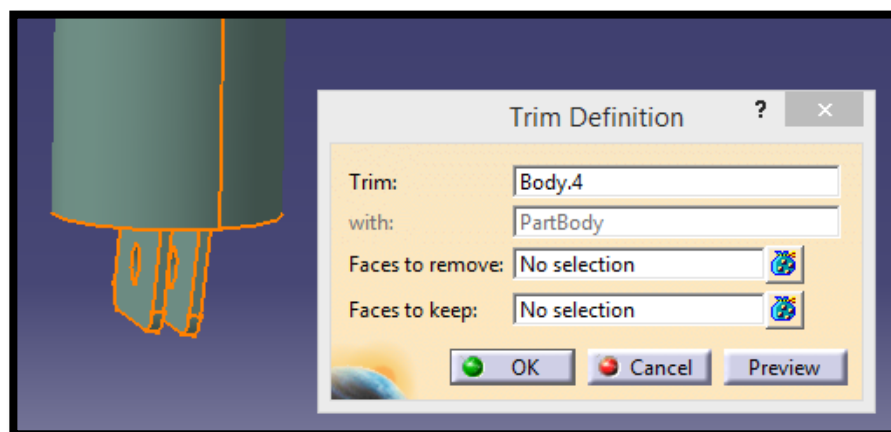 Trim Definition ? ×
Trim: Body.4
with: PartBody
Faces to remove: No selection
Faces to keep: No selection
OK Cancel Preview